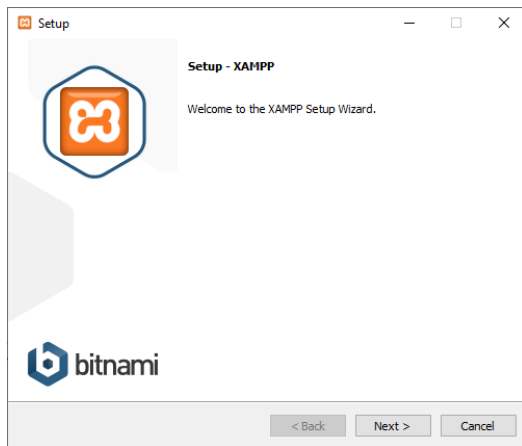 Setup
Setup - XAMPP
Welcome to the XAMPP Setup Wizard.
bitnami
< Back
Next >
Cancel